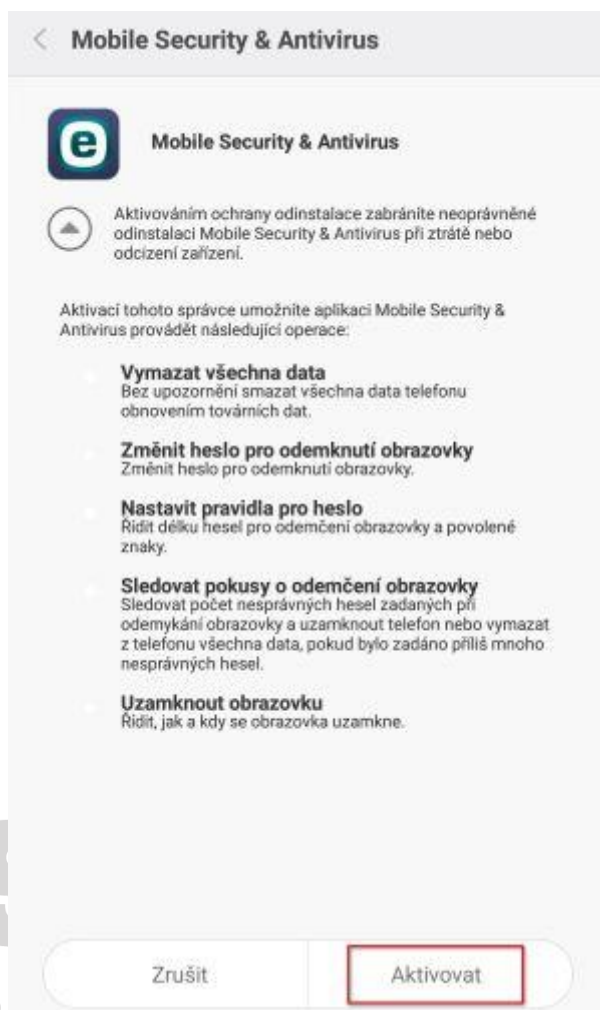 Mobile Security & Antivirus
Mobile Security & Antivirus
Aktivováním ochrany odinstalace zabráníte neoprávněné
odinstalaci Mobile Security & Antivirus při ztrátě nebo
odcizení zařízení.
Aktivací tohoto správce umožníte aplikaci Mobile Security &
Antivirus provádět následující operace:
Vymazat všechna data
Bez upozornění smazat všechna data telefonu
obnovením továrních dat.
Změnit heslo pro odemknutí obrazovky
Změnit heslo pro odemknutí obrazovky.
Nastavit pravidla pro heslo
Řídit délku hesel pro odemčení obrazovky a povolené
znaky.
Sledovat pokusy o odemčení obrazovky
Sledovat počet nesprávných hesel zadaných při
odemykání obrazovky a uzamknout telefon nebo vymazat
z telefonu všechna data, pokud bylo zadáno příliš mnoho
nesprávných hesel.
Uzamknout obrazovku
Řídit, jak a kdy se obrazovka uzamkne.
Zrušit Aktivovat